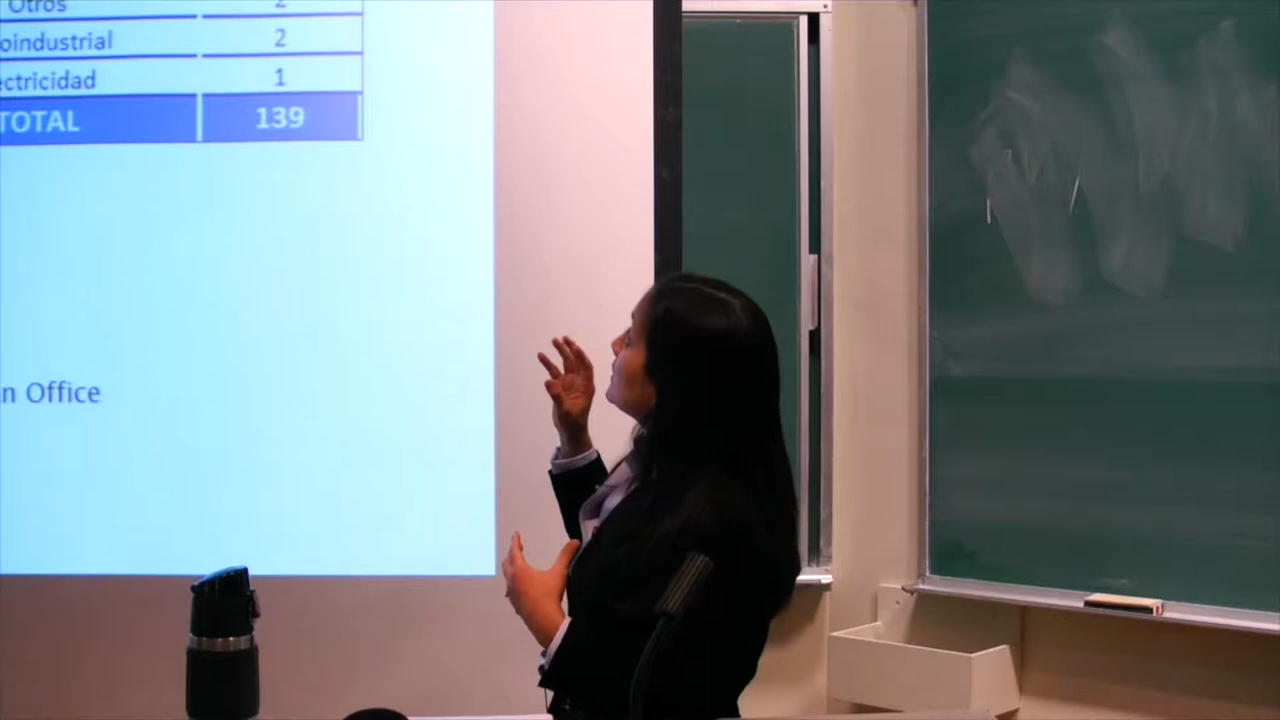 Otros 2
oindustrial 2
ectricidad 1
TOTAL 139
n Office